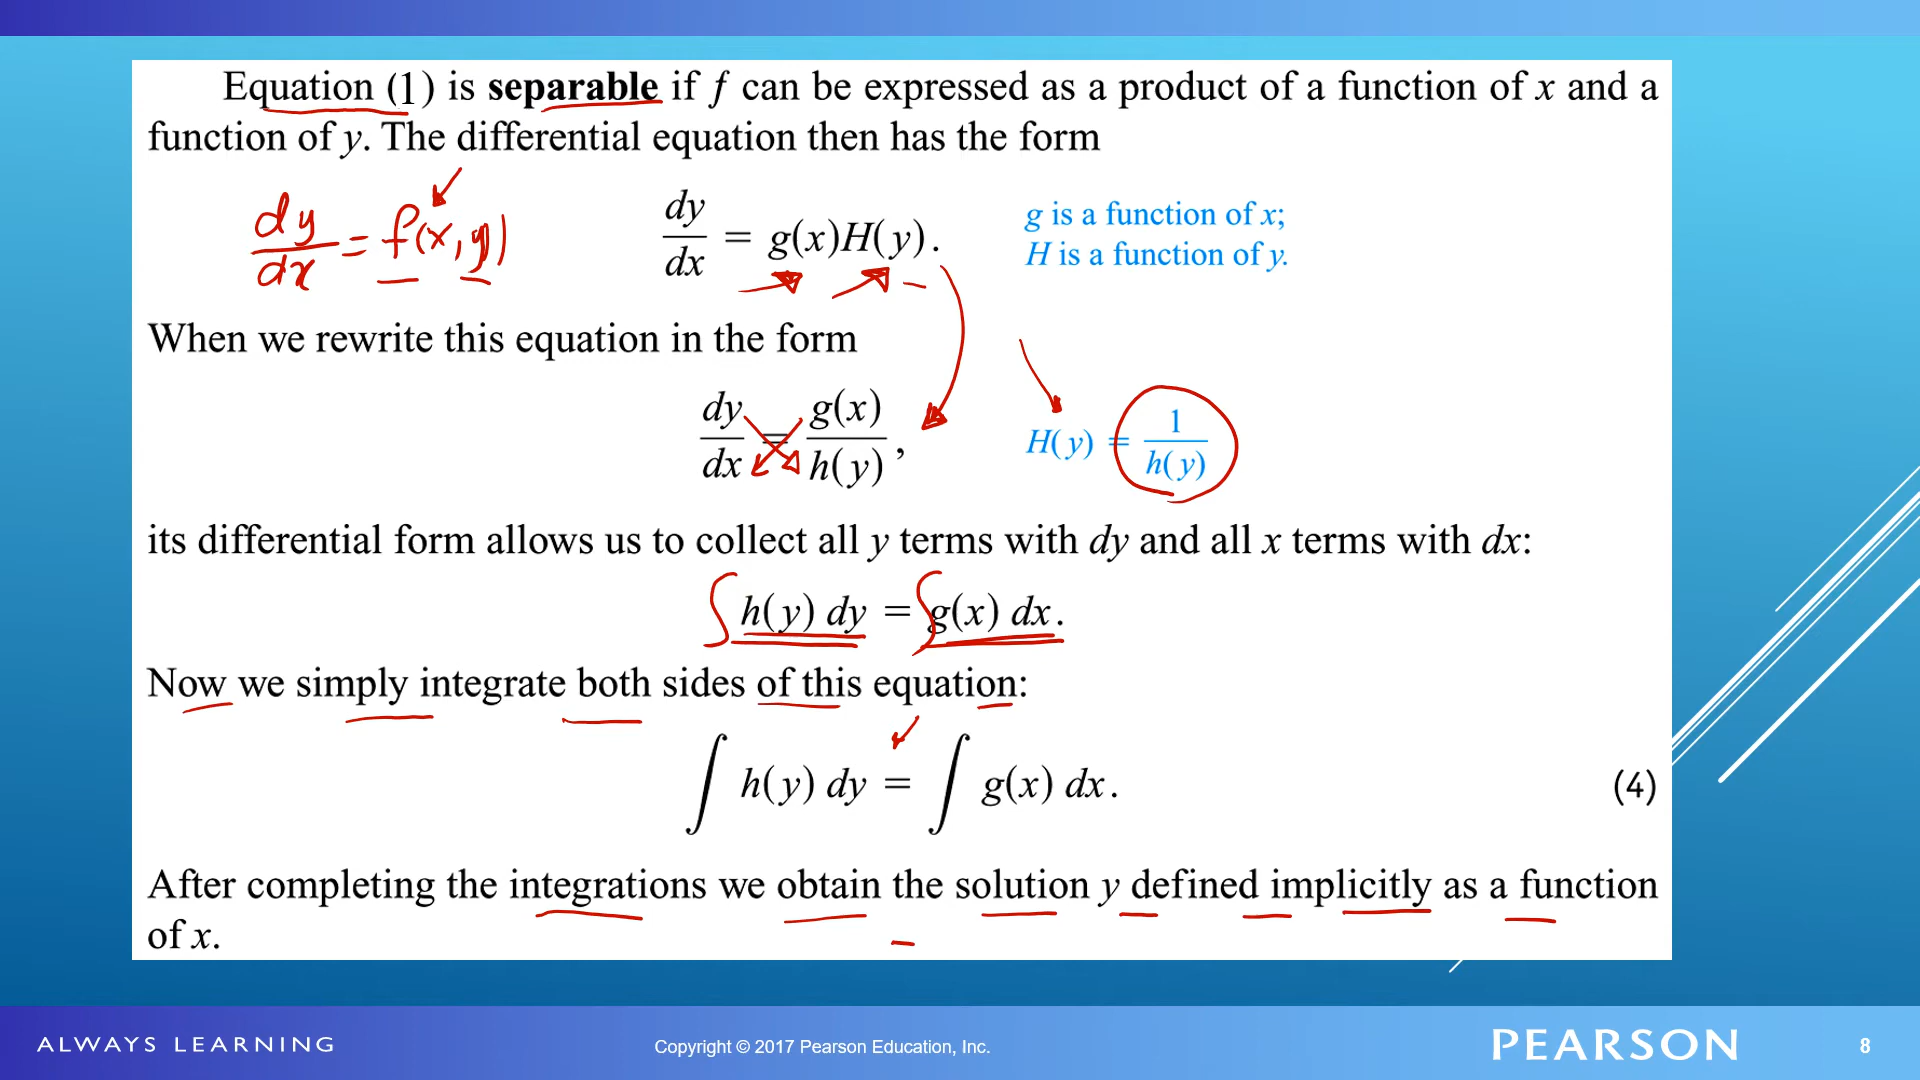 Equation (1) is separable if f can be expressed as a product of a function of x and a
function of y. The differential equation then has the form
dy/dx = f(x, y)
dy/dx = g(x)H(y).
g is a function of x;
H is a function of y.
When we rewrite this equation in the form
dy/dx = g(x)/h(y),
H(y) = 1/h(y)
its differential form allows us to collect all y terms with dy and all x terms with dx:
∫ h(y) dy = ∫ g(x) dx.
Now we simply integrate both sides of this equation:
∫ h(y) dy = ∫ g(x) dx. (4)
After completing the integrations we obtain the solution y defined implicitly as a function
of x.
ALWAYS LEARNING
Copyright © 2017 Pearson Education, Inc.
PEARSON
8